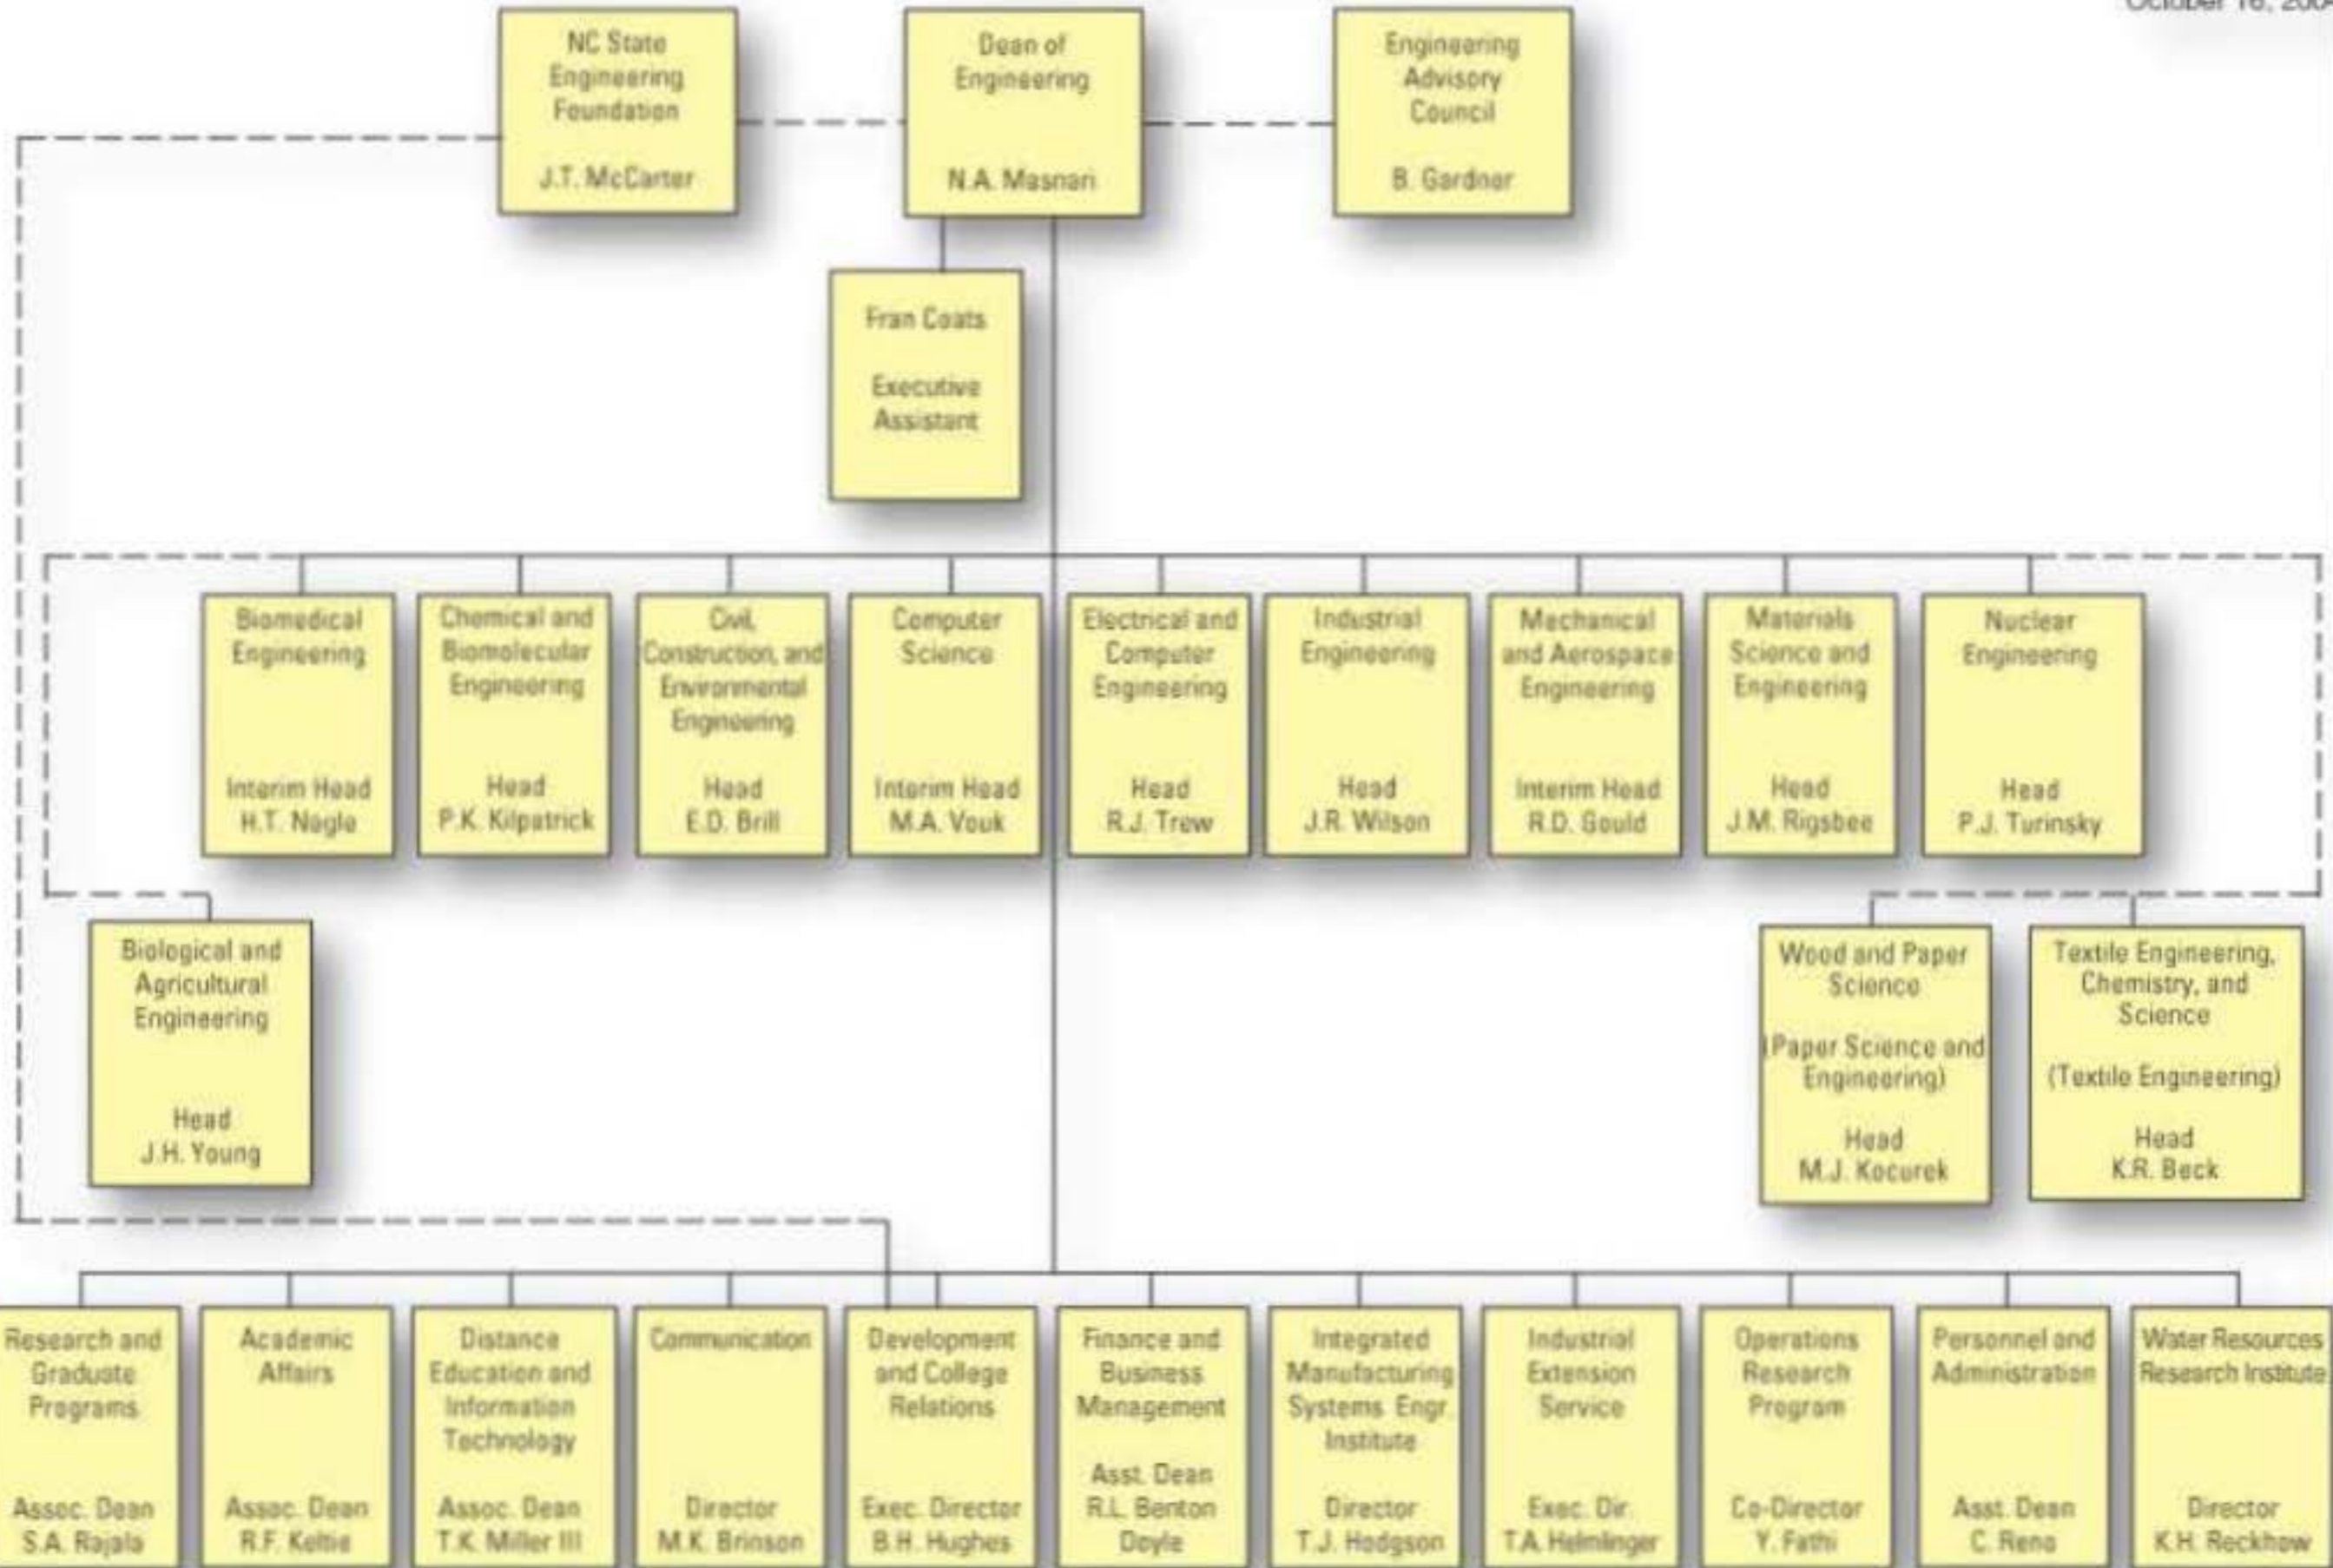 October 16, 200
NC State
Engineering
Foundation
J.T. McCarter
Dean of
Engineering
N.A. Masnari
Engineering
Advisory
Council
B. Gardner
Fran Coats
Executive
Assistant
Biomedical
Engineering
Interim Head
H.T. Nagle
Chemical and
Biomolecular
Engineering
Head
P.K. Kilpatrick
Civil,
Construction, and
Environmental
Engineering
Head
E.D. Brill
Computer
Science
Interim Head
M.A. Vouk
Electrical and
Computer
Engineering
Head
R.J. Trew
Industrial
Engineering
Head
J.R. Wilson
Mechanical
and Aerospace
Engineering
Interim Head
R.D. Gould
Materials
Science and
Engineering
Head
J.M. Rigsbee
Nuclear
Engineering
Head
P.J. Turinsky
Biological and
Agricultural
Engineering
Head
J.H. Young
Wood and Paper
Science
(Paper Science and
Engineering)
Head
M.J. Kocurek
Textile Engineering,
Chemistry, and
Science
(Textile Engineering)
Head
K.R. Beck
Research and
Graduate
Programs
Assoc. Dean
S.A. Rajala
Academic
Affairs
Assoc. Dean
R.F. Keltie
Distance
Education and
Information
Technology
Assoc. Dean
T.K. Miller III
Communication
Director
M.K. Brinson
Development
and College
Relations
Exec. Director
B.H. Hughes
Finance and
Business
Management
Asst. Dean
R.L. Benton
Doyle
Integrated
Manufacturing
Systems Engr.
Institute
Director
T.J. Hodgson
Industrial
Extension
Service
Exec. Dir.
T.A. Helmlinger
Operations
Research
Program
Co-Director
Y. Fathi
Personnel and
Administration
Asst. Dean
C. Reno
Water Resources
Research Institute
Director
K.H. Reckhow